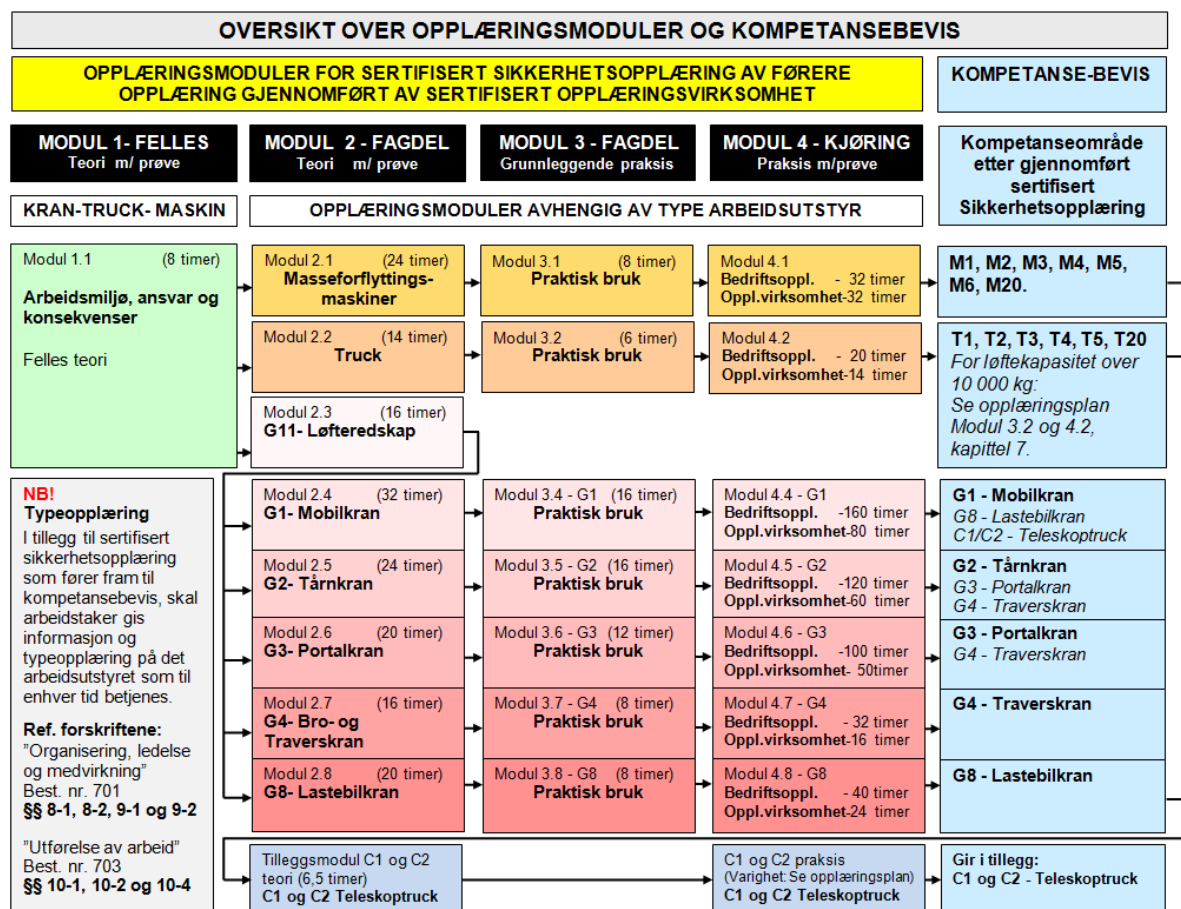 OVERSIKT OVER OPPLÆRINGSMODULER OG KOMPETANSEBEVIS
OPPLÆRINGSMODULER FOR SERTIFISERT SIKKERHETSOPPLÆRING AV FØRERE
OPPLÆRING GJENNOMFØRT AV SERTIFISERT OPPLÆRINGSVIRKSOMHET
KOMPETANSE-BEVIS
MODUL 1- FELLES
Teori m/ prøve
MODUL 2 - FAGDEL
Teori m/ prøve
MODUL 3 - FAGDEL
Grunnleggende praksis
MODUL 4 - KJØRING
Praksis m/prøve
Kompetanseområde
etter gjennomført
sertifisert
Sikkerhetsopplæring
KRAN-TRUCK- MASKIN
OPPLÆRINGSMODULER AVHENGIG AV TYPE ARBEIDSUTSTYR
Modul 1.1 (8 timer)
Arbeidsmiljø, ansvar og
konsekvenser
Felles teori
Modul 2.1 (24 timer)
Masseforflyttings-
maskiner
Modul 3.1 (8 timer)
Praktisk bruk
Modul 4.1
Bedriftsoppl. - 32 timer
Oppl.virksomhet-32 timer
M1, M2, M3, M4, M5,
M6, M20.
Modul 2.2 (14 timer)
Truck
Modul 3.2 (6 timer)
Praktisk bruk
Modul 4.2
Bedriftsoppl. - 20 timer
Oppl.virksomhet-14 timer
T1, T2, T3, T4, T5, T20
For løftekapasitet over
10 000 kg:
Se opplæringsplan
Modul 3.2 og 4.2,
kapittel 7.
Modul 2.3 (16 timer)
G11- Løfteredskap
NB!
Typeopplæring
I tillegg til sertifisert
sikkerhetsopplæring
som fører fram til
kompetansebevis, skal
arbeidstaker gis
informasjon og
typeopplæring på det
arbeidsutstyret som til
enhver tid betjenes.
Ref. forskriftene:
"Organisering, ledelse
og medvirkning"
Best. nr. 701
§§ 8-1, 8-2, 9-1 og 9-2
"Utførelse av arbeid"
Best. nr. 703
§§ 10-1, 10-2 og 10-4
Modul 2.4 (32 timer)
G1- Mobilkran
Modul 3.4 - G1 (16 timer)
Praktisk bruk
Modul 4.4 - G1
Bedriftsoppl. -160 timer
Oppl.virksomhet-80 timer
G1 - Mobilkran
G8 - Lastebilkran
C1/C2 - Teleskoptruck
Modul 2.5 (24 timer)
G2- Tårnkran
Modul 3.5 - G2 (16 timer)
Praktisk bruk
Modul 4.5 - G2
Bedriftsoppl. -120 timer
Oppl.virksomhet-60 timer
G2 - Tårnkran
G3 - Portalkran
G4 - Traverskran
Modul 2.6 (20 timer)
G3- Portalkran
Modul 3.6 - G3 (12 timer)
Praktisk bruk
Modul 4.6 - G3
Bedriftsoppl. -100 timer
Oppl.virksomhet- 50timer
G3 - Portalkran
G4 - Traverskran
Modul 2.7 (16 timer)
G4- Bro- og
Traverskran
Modul 3.7 - G4 (8 timer)
Praktisk bruk
Modul 4.7 - G4
Bedriftsoppl. - 32 timer
Oppl.virksomhet-16 timer
G4 - Traverskran
Modul 2.8 (20 timer)
G8- Lastebilkran
Modul 3.8 - G8 (8 timer)
Praktisk bruk
Modul 4.8 - G8
Bedriftsoppl. - 40 timer
Oppl.virksomhet-24 timer
G8 - Lastebilkran
Tilleggsmodul C1 og C2
teori (6,5 timer)
C1 og C2 Teleskoptruck
C1 og C2 praksis
(Varighet: Se opplæringsplan)
C1 og C2 Teleskoptruck
Gir i tillegg:
C1 og C2 - Teleskoptruck